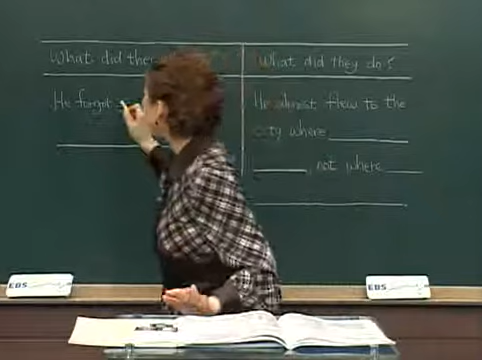 What did the
What did they do?
He forgot
He almost flew to the
city where
, not where
EBS
EBS